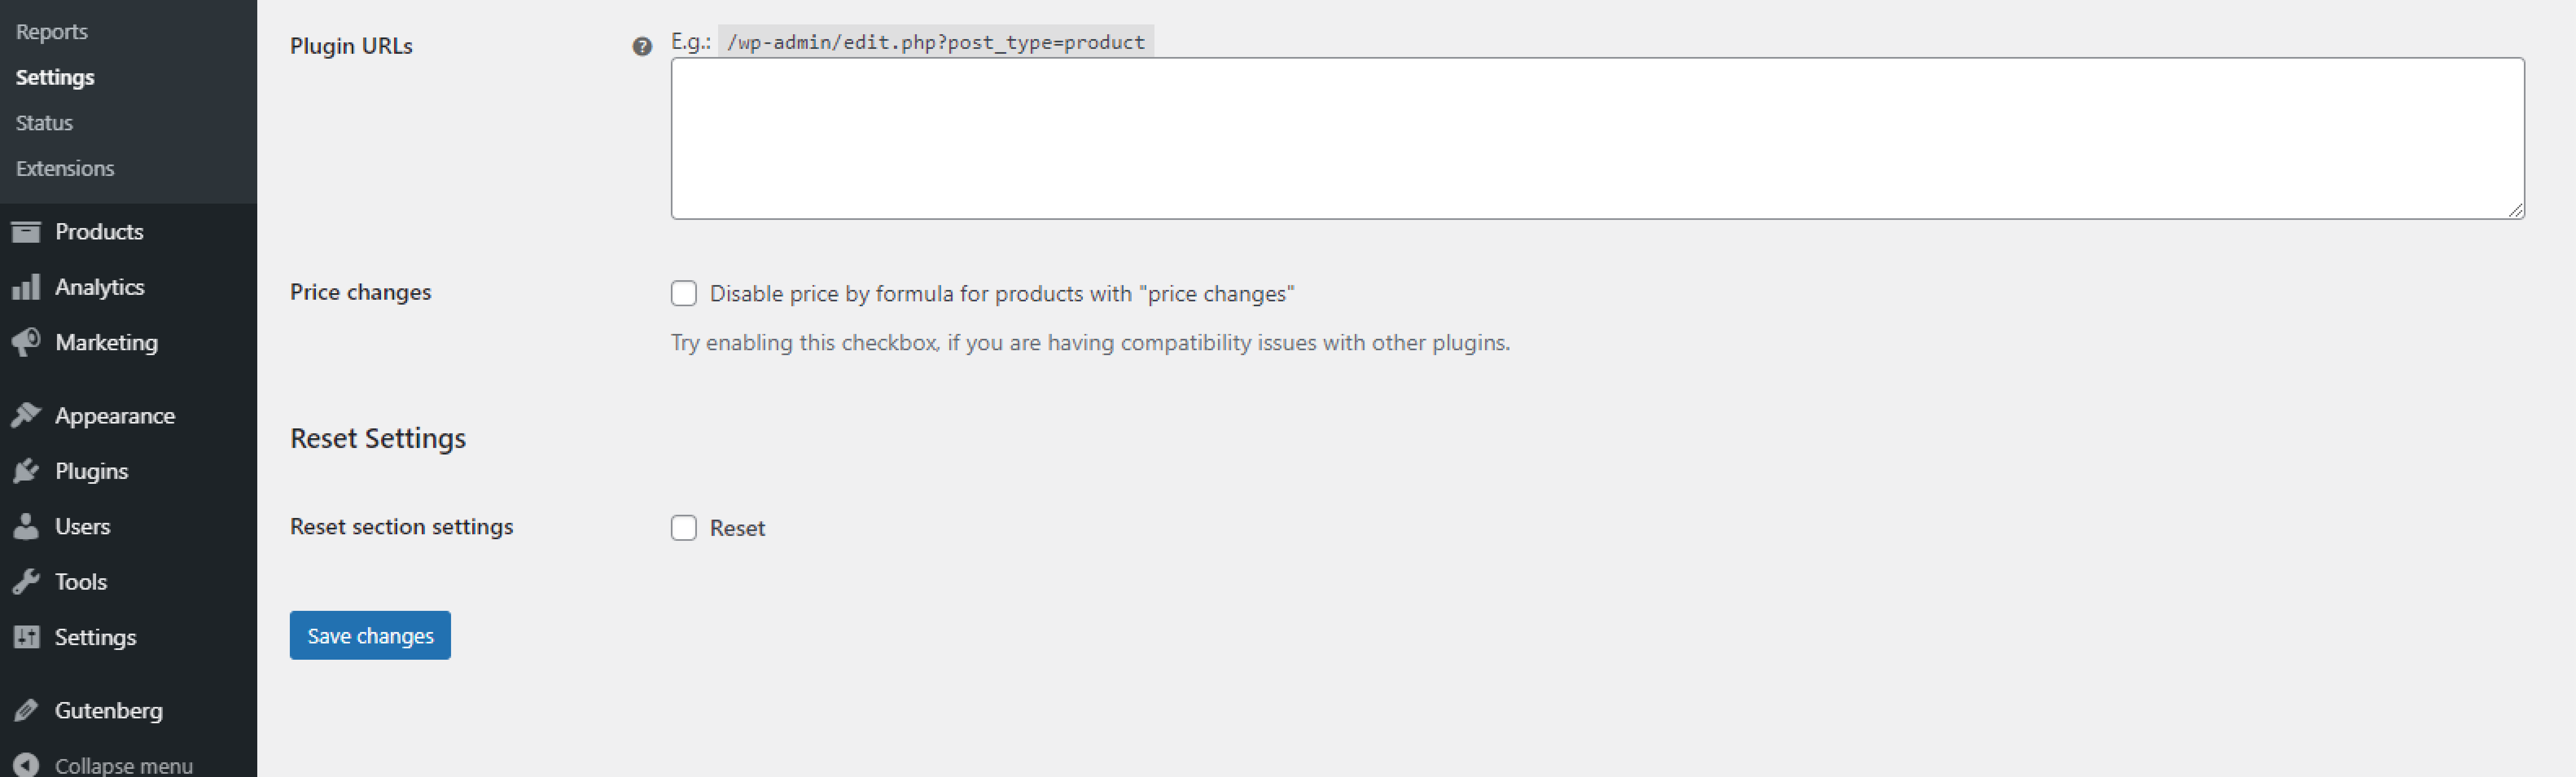 Reports
Settings
Status
Extensions
Products
Analytics
Marketing
Appearance
Plugins
Users
Tools
Settings
Gutenberg
Collapse menu
Plugin URLs
?
E.g.: /wp-admin/edit.php?post_type=product
Price changes
Disable price by formula for products with "price changes"
Try enabling this checkbox, if you are having compatibility issues with other plugins.
Reset Settings
Reset section settings
Reset
Save changes